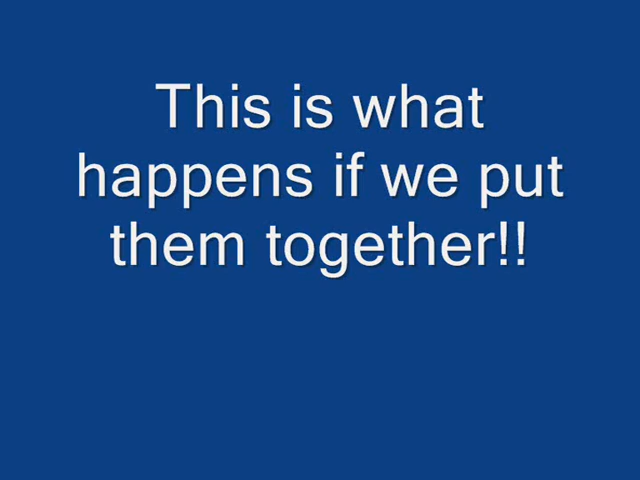 This is what
happens if we put
them together!!